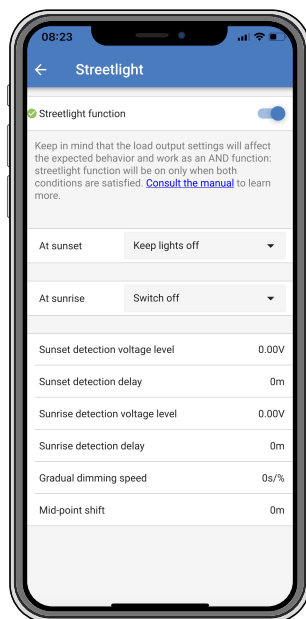 08:23
Streetlight
Streetlight function
Keep in mind that the load output settings will affect
the expected behavior and work as an AND function:
streetlight function will be on only when both
conditions are satisfied. Consult the manual to learn
more.
At sunset Keep lights off
At sunrise Switch off
Sunset detection voltage level 0.00V
Sunset detection delay 0m
Sunrise detection voltage level 0.00V
Sunrise detection delay 0m
Gradual dimming speed 0s/%
Mid-point shift 0m